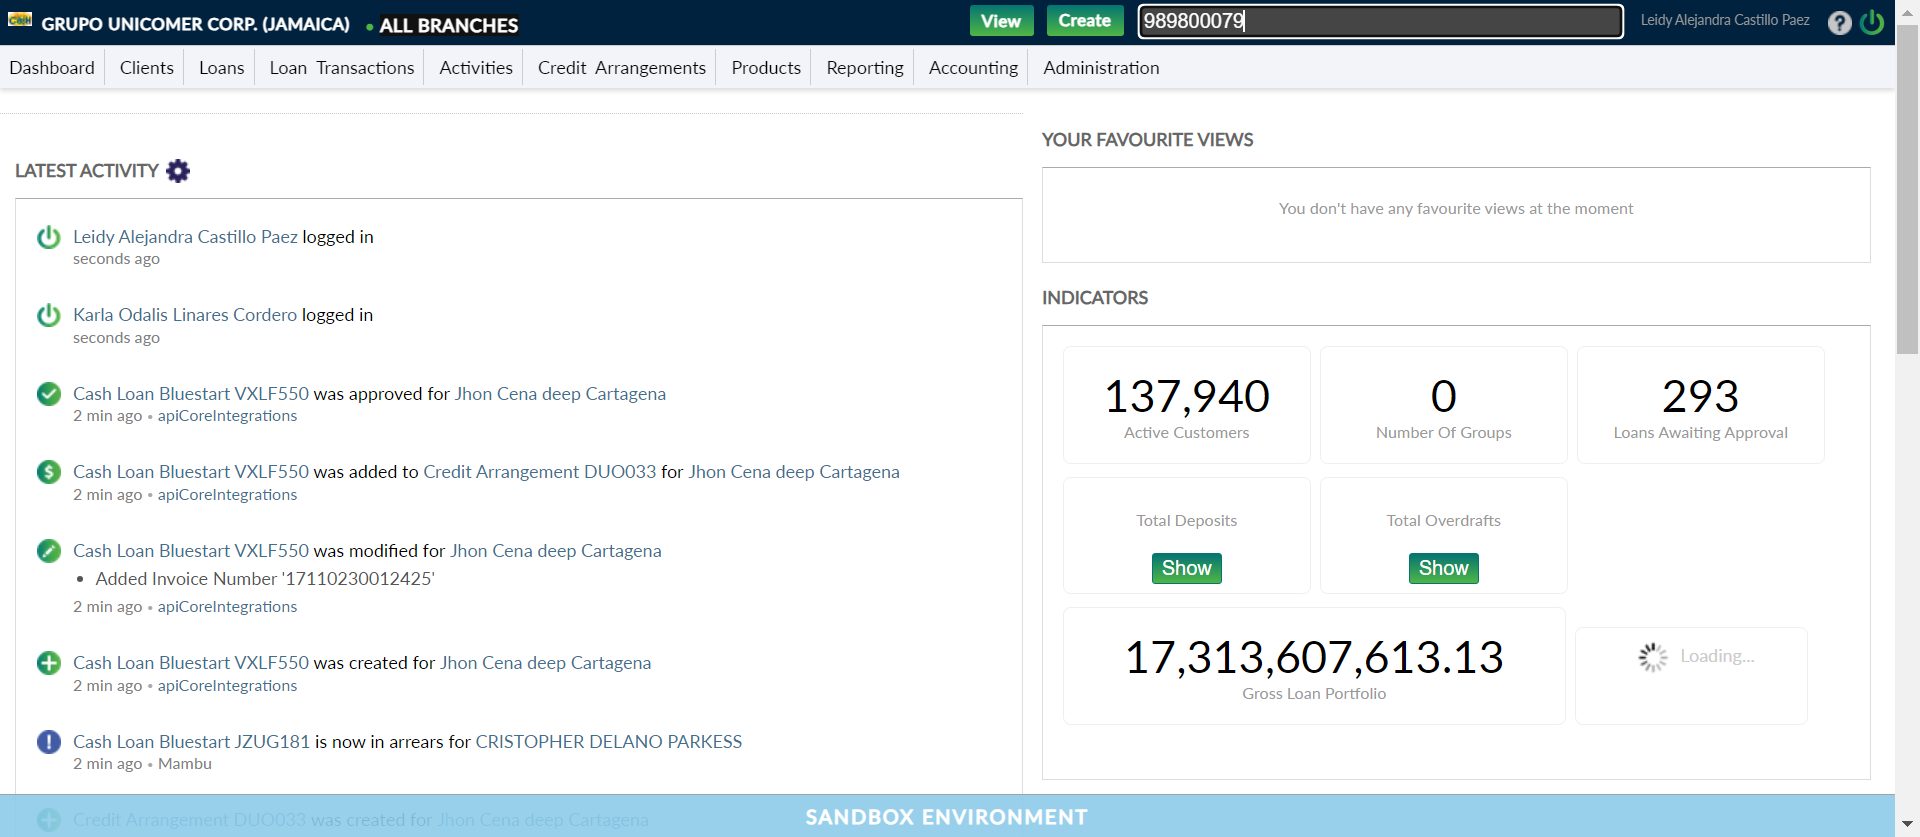 Cash GRUPO UNICOMER CORP. (JAMAICA) • ALL BRANCHES View Create 989800079 Leidy Alejandra Castillo Paez ?
Dashboard Clients Loans Loan Transactions Activities Credit Arrangements Products Reporting Accounting Administration
LATEST ACTIVITY
Leidy Alejandra Castillo Paez logged in
seconds ago
Karla Odalis Linares Cordero logged in
seconds ago
Cash Loan Bluestart VXLF550 was approved for Jhon Cena deep Cartagena
2 min ago • apiCoreIntegrations
Cash Loan Bluestart VXLF550 was added to Credit Arrangement DUO033 for Jhon Cena deep Cartagena
2 min ago • apiCoreIntegrations
Cash Loan Bluestart VXLF550 was modified for Jhon Cena deep Cartagena
• Added Invoice Number '17110230012425'
2 min ago • apiCoreIntegrations
Cash Loan Bluestart VXLF550 was created for Jhon Cena deep Cartagena
2 min ago • apiCoreIntegrations
Cash Loan Bluestart JZUG181 is now in arrears for CRISTOPHER DELANO PARKESS
2 min ago • Mambu
Credit Arrangement DUO033 was created for Jhon Cena deep Cartagena
YOUR FAVOURITE VIEWS
You don't have any favourite views at the moment
INDICATORS
137,940
Active Customers
0
Number Of Groups
293
Loans Awaiting Approval
Total Deposits
Show
Total Overdrafts
Show
17,313,607,613.13
Gross Loan Portfolio
Loading...
SANDBOX ENVIRONMENT